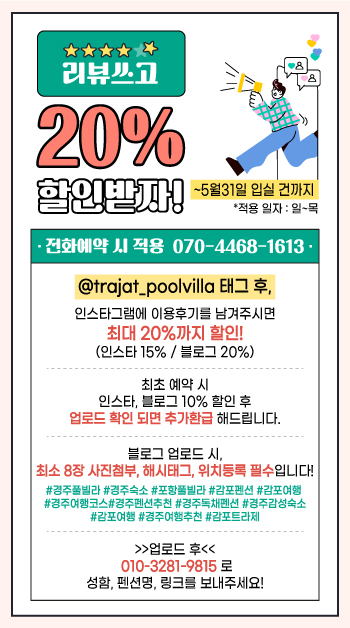 리뷰쓰고
20%
할인받자!
~5월31일 입실 건까지
*적용 일자 : 일~목
· 전화예약 시 적용 070-4468-1613 ·
@trajat_poolvilla 태그 후,
인스타그램에 이용후기를 남겨주시면
최대 20%까지 할인!
(인스타 15% / 블로그 20%)
최초 예약 시
인스타, 블로그 10% 할인 후
업로드 확인 되면 추가환급 해드립니다.
블로그 업로드 시,
최소 8장 사진첨부, 해시태그, 위치등록 필수입니다!
#경주풀빌라 #경주숙소 #포항풀빌라 #감포펜션 #감포여행
#경주여행코스#경주펜션추천 #경주독채펜션 #경주감성숙소
#감포여행 #경주여행추천 #감포트라제
>>업로드 후<<
010-3281-9815 로
성함, 펜션명, 링크를 보내주세요!